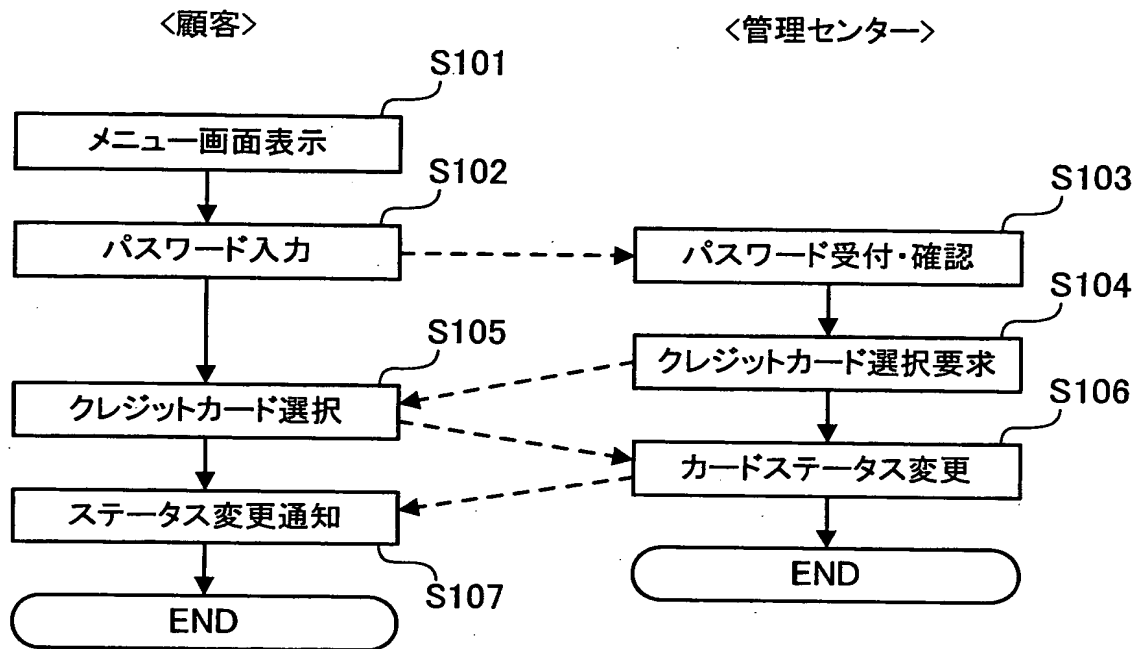 <顧客>
<管理センター>
S101
メニュー画面表示
S102
パスワード入力
S103
パスワード受付・確認
S104
クレジットカード選択要求
S105
クレジットカード選択
S106
カードステータス変更
ステータス変更通知
S107
END
END